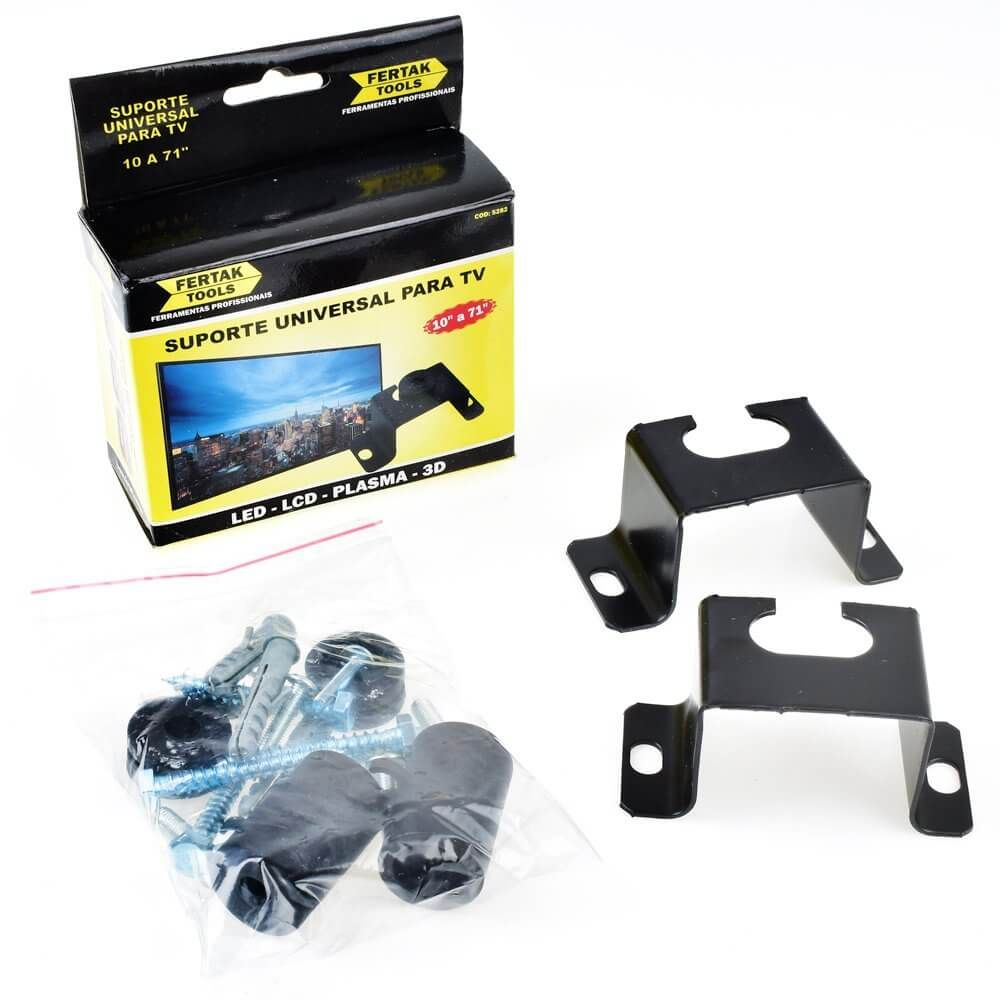 SUPORTE
UNIVERSAL
PARA TV
10 A 71"
FERTAK
TOOLS
FERRAMENTAS PROFISSIONAIS
COD: 5282
FERTAK
TOOLS
FERRAMENTAS PROFISSIONAIS
SUPORTE UNIVERSAL PARA TV
10" a 71"
LED - LCD - PLASMA - 3D